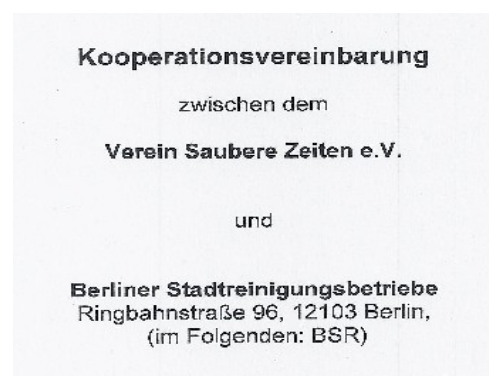 Kooperationsvereinbarung
zwischen dem
Verein Saubere Zeiten e.V.
und
Berliner Stadtreinigungsbetriebe
Ringbahnstraße 96, 12103 Berlin,
(im Folgenden: BSR)